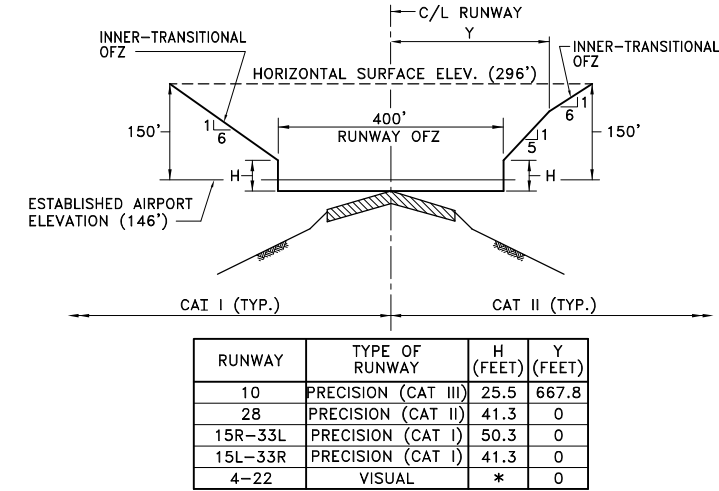 C/L RUNWAY
Y
INNER-TRANSITIONAL
OFZ
INNER-TRANSITIONAL
OFZ
HORIZONTAL SURFACE ELEV. (296')
150'
1
6
400'
RUNWAY OFZ
1
5
1
6
150'
H
H
ESTABLISHED AIRPORT
ELEVATION (146')
CAT I (TYP.)
CAT II (TYP.)
RUNWAY TYPE OF RUNWAY H (FEET) Y (FEET)
10 PRECISION (CAT III) 25.5 667.8
28 PRECISION (CAT II) 41.3 0
15R-33L PRECISION (CAT I) 50.3 0
15L-33R PRECISION (CAT I) 41.3 0
4-22 VISUAL * 0